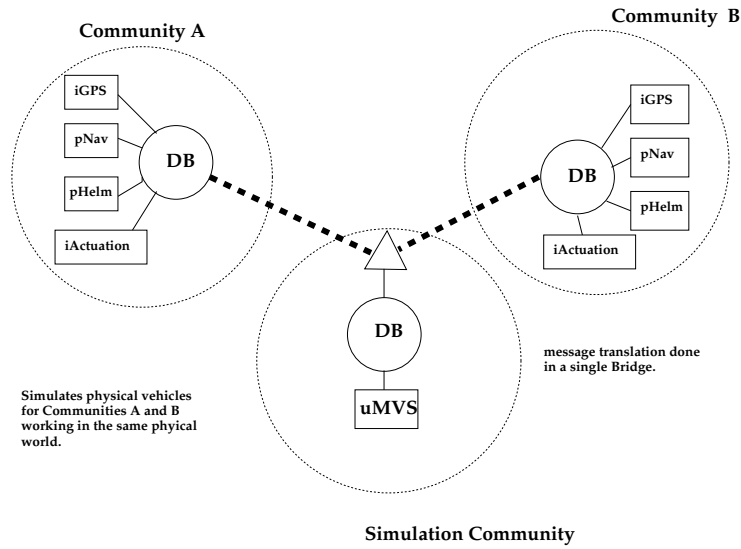 Community A
iGPS
pNav
pHelm
iActuation
DB
Community B
iGPS
pNav
pHelm
iActuation
DB
DB
uMVS
message translation done
in a single Bridge.
Simulates physical vehicles
for Communities A and B
working in the same phyical
world.
Simulation Community